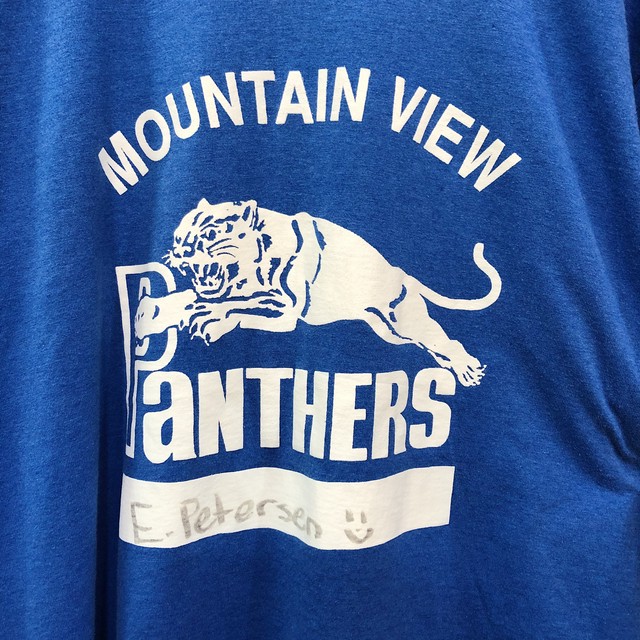 MOUNTAIN VIEW
PaNTHERS
E. Petersen :)